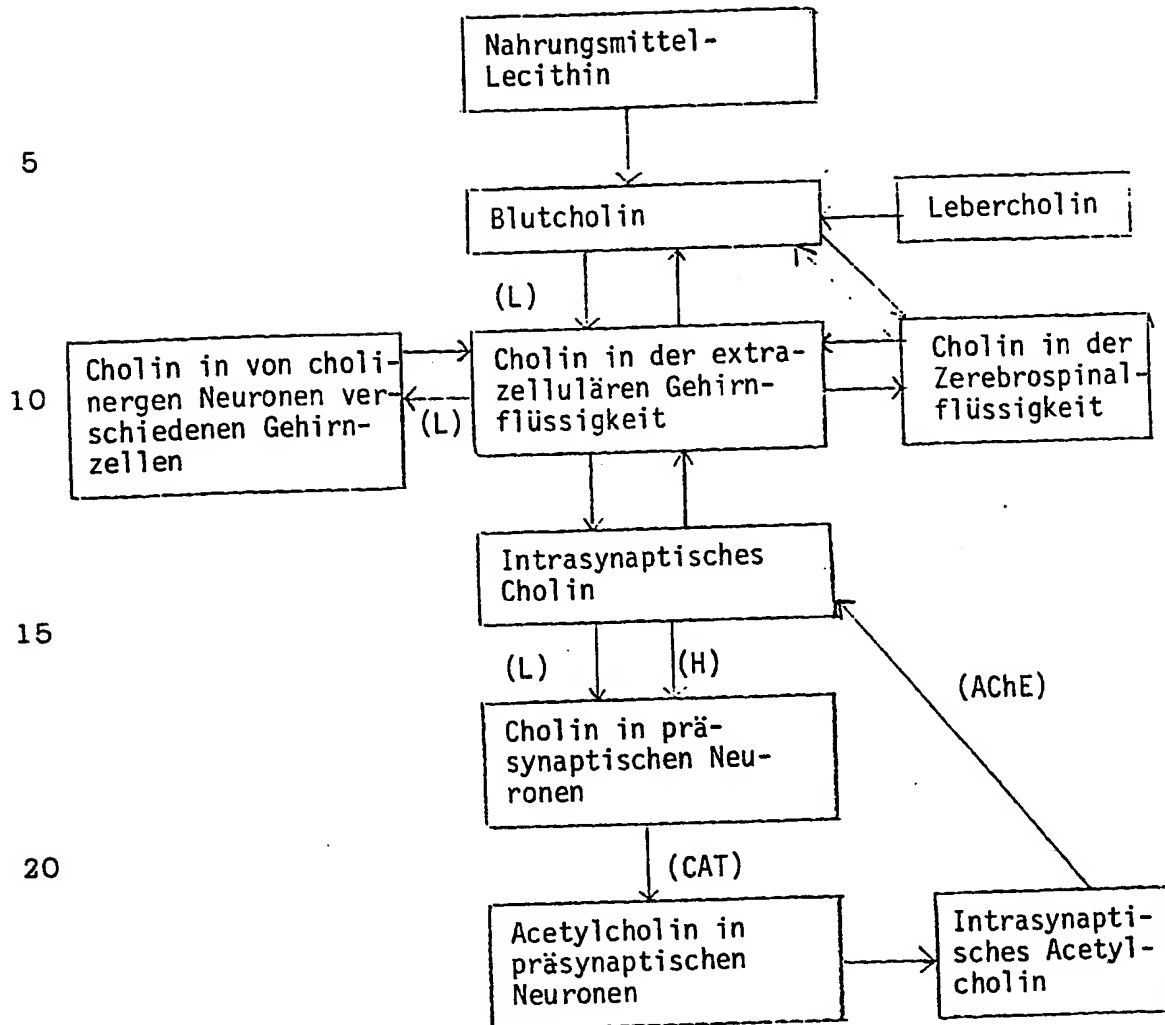 Nahrungsmittel-
Lecithin
5
Blutcholin
Lebercholin
(L)
Cholin in von choli-
nergen Neuronen ver-
schiedenen Gehirn-
zellen
10
(L)
Cholin in der extra-
zellulären Gehirn-
flüssigkeit
Cholin in der
Zerebrospinal-
flüssigkeit
Intrasynaptisches
Cholin
15
(L)
(H)
(AChE)
Cholin in prä-
synaptischen Neu-
ronen
20
(CAT)
Acetylcholin in
präsynaptischen
Neuronen
Intrasynapti-
sches Acetyl-
cholin